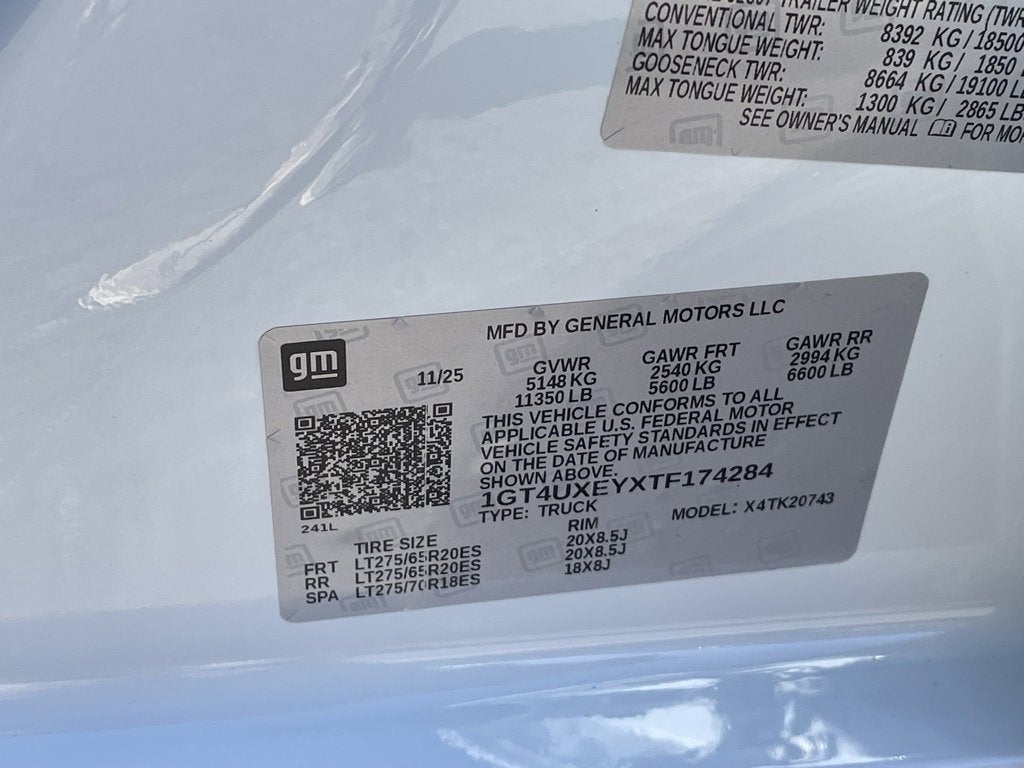 TRAILER WEIGHT RATING (TWR
CONVENTIONAL TWR: 8392 KG / 18500
MAX TONGUE WEIGHT: 839 KG / 1850
GOOSENECK TWR: 8664 KG / 19100 LB
MAX TONGUE WEIGHT: 1300 KG / 2865 LB
SEE OWNER'S MANUAL FOR MO
MFD BY GENERAL MOTORS LLC
gm
11/25
GVWR GAWR FRT GAWR RR
5148 KG 2540 KG 2994 KG
11350 LB 5600 LB 6600 LB
THIS VEHICLE CONFORMS TO ALL
APPLICABLE U.S. FEDERAL MOTOR
VEHICLE SAFETY STANDARDS IN EFFECT
ON THE DATE OF MANUFACTURE
SHOWN ABOVE.
1GT4UXEYXTF174284
TYPE: TRUCK MODEL: X4TK20743
241L
TIRE SIZE RIM
FRT LT275/65R20ES 20X8.5J
RR LT275/65R20ES 20X8.5J
SPA LT275/70R18ES 18X8J